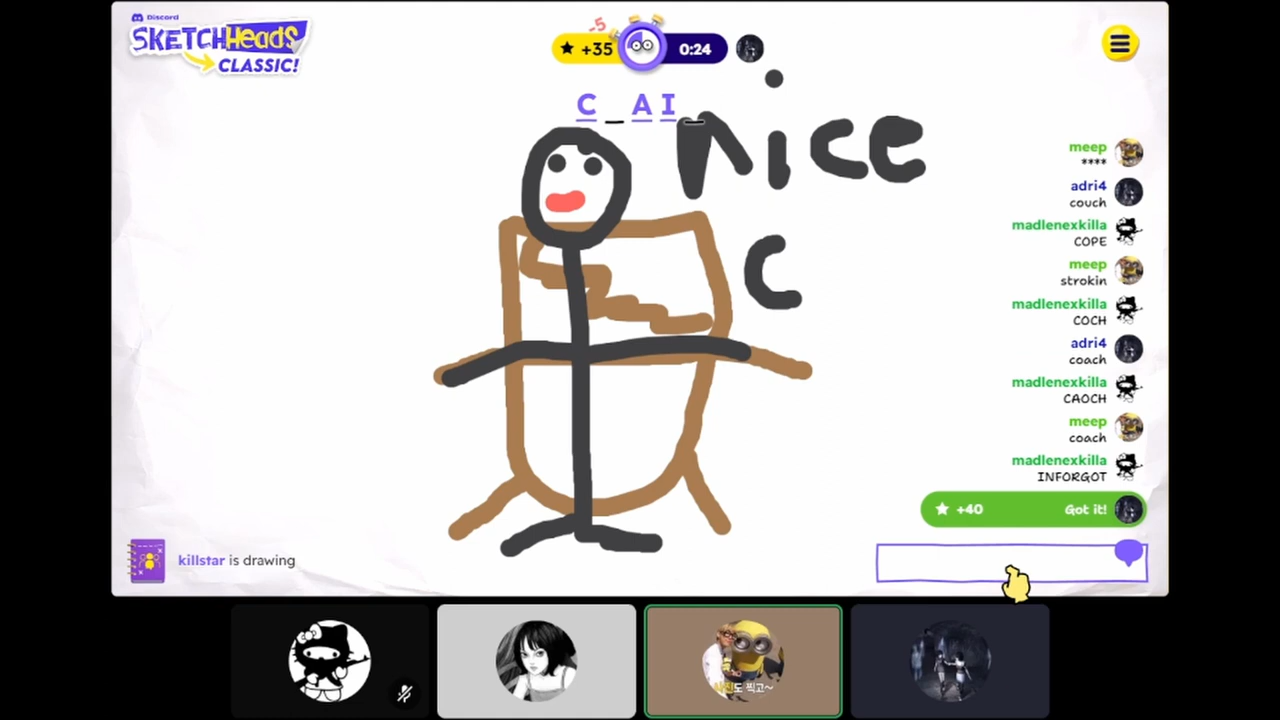 Discord
SKETCHHeadS
CLASSIC!
-5
+35
0:24
C _ A I _
nice
C
meep
****
adri4
couch
madlenexkilla
COPE
meep
strokin
madlenexkilla
COCH
adri4
coach
madlenexkilla
CAOCH
meep
coach
madlenexkilla
INFORGOT
+40 Got it!
killstar is drawing